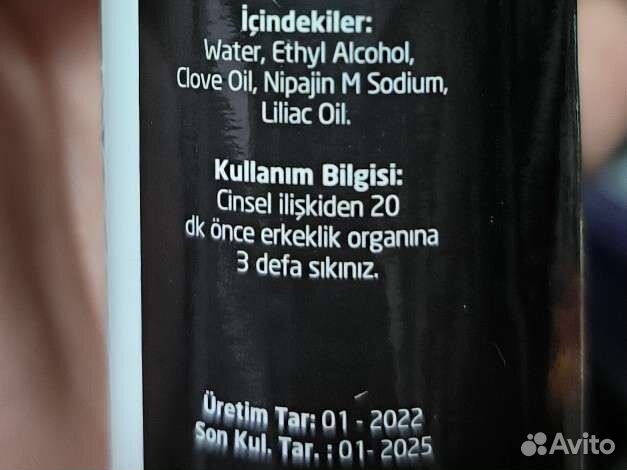 İçindekiler:
Water, Ethyl Alcohol,
Clove Oil, Nipajin M Sodium,
Liliac Oil.
Kullanım Bilgisi:
Cinsel ilişkiden 20
dk önce erkeklik organına
3 defa sıkınız.
Üretim Tar: 01 - 2022
Son Kul. Tar. : 01- 2025
Avito